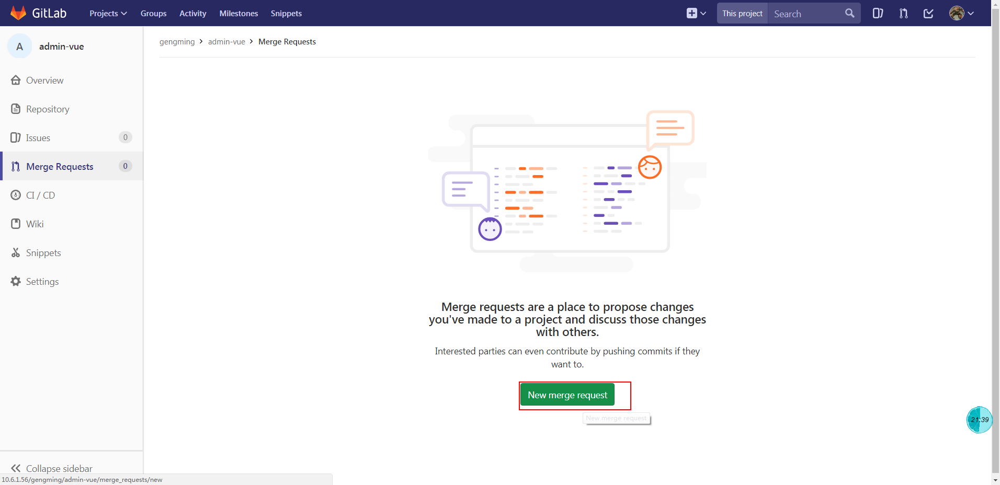 GitLab
Projects Groups Activity Milestones Snippets
This project Search
A admin-vue
gengming > admin-vue > Merge Requests
Overview
Repository
Issues 0
Merge Requests 0
CI / CD
Wiki
Snippets
Settings
Merge requests are a place to propose changes
you've made to a project and discuss those changes
with others.
Interested parties can even contribute by pushing commits if they
want to.
New merge request
New merge request
21:39
Collapse sidebar
10.6.1.56/gengming/admin-vue/merge_requests/new